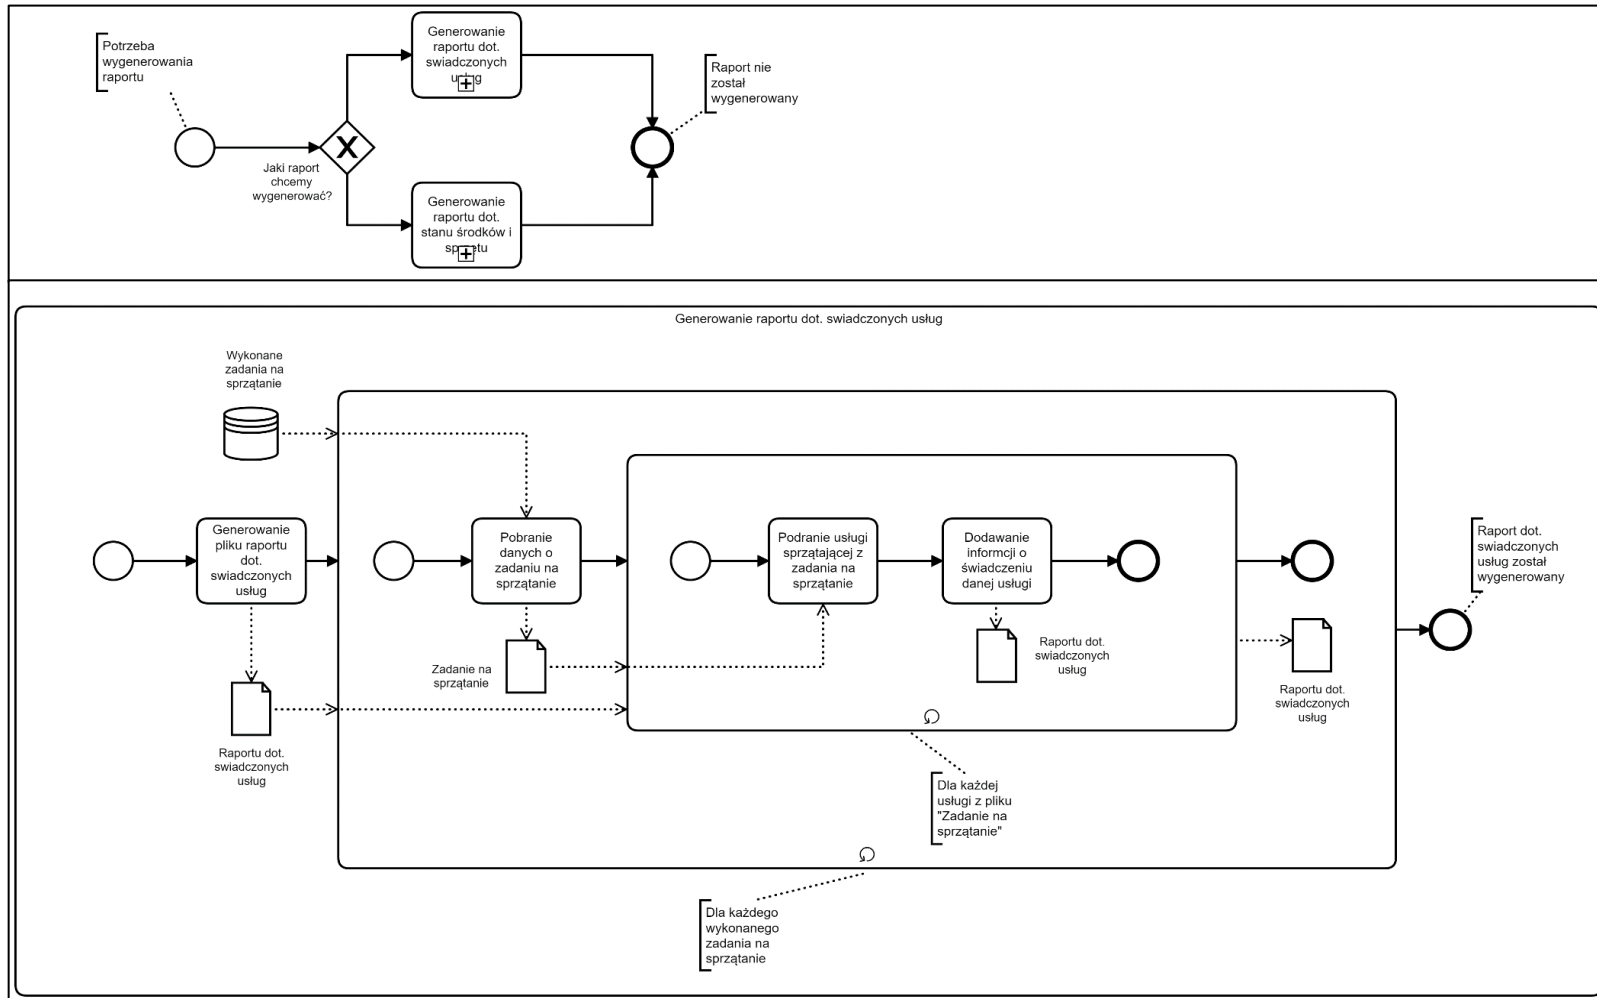 Potrzeba
wygenerowania
raportu
Generowanie
raportu dot.
swiadczonych
Raport nie
został
wygenerowany
Jaki raport
chcemy
wygenerować?
Generowanie
raportu dot.
stanu środków i
Generowanie raportu dot. swiadczonych usług
Wykonane
zadania na
sprzątanie
Generowanie
pliku raportu
dot.
swiadczonych
usług
Pobranie
danych o
zadaniu na
sprzątanie
Podranie usługi
sprzątającej z
zadania na
sprzątanie
Dodawanie
informcji o
świadczeniu
danej usługi
Raport dot.
swiadczonych
usług został
wygenerowany
Zadanie na
sprzątanie
Raportu dot.
swiadczonych
usług
Raportu dot.
swiadczonych
usług
Raportu dot.
swiadczonych
usług
Dla każdej
usługi z pliku
"Zadanie na
sprzątanie"
Dla każdego
wykonanego
zadania na
sprzątanie